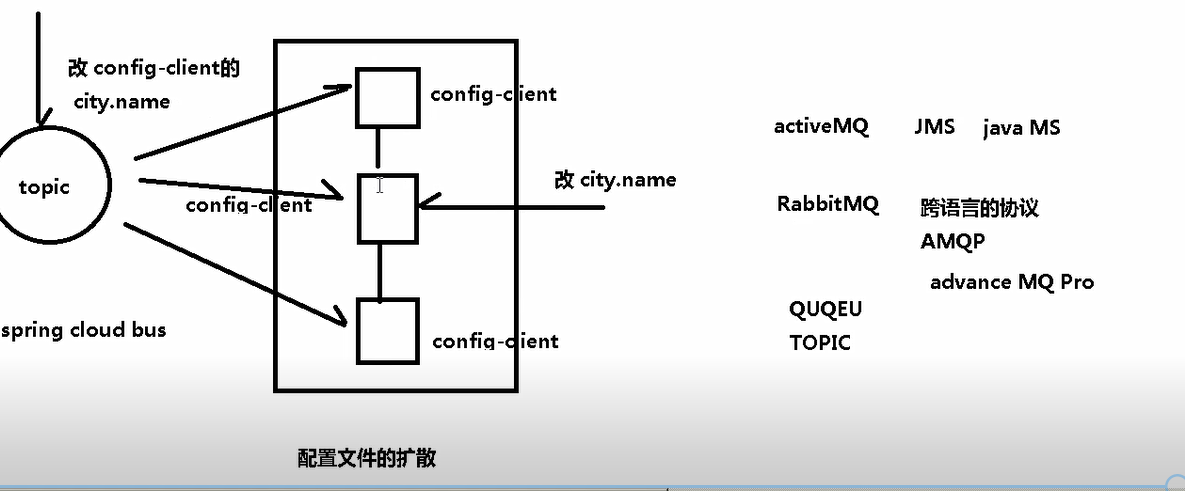 改 config-client的
city.name
topic
spring cloud bus
config-client
config-client
config-client
改 city.name
配置文件的扩散
activeMQ JMS java MS
RabbitMQ 跨语言的协议
AMQP
advance MQ Pro
QUQEU
TOPIC